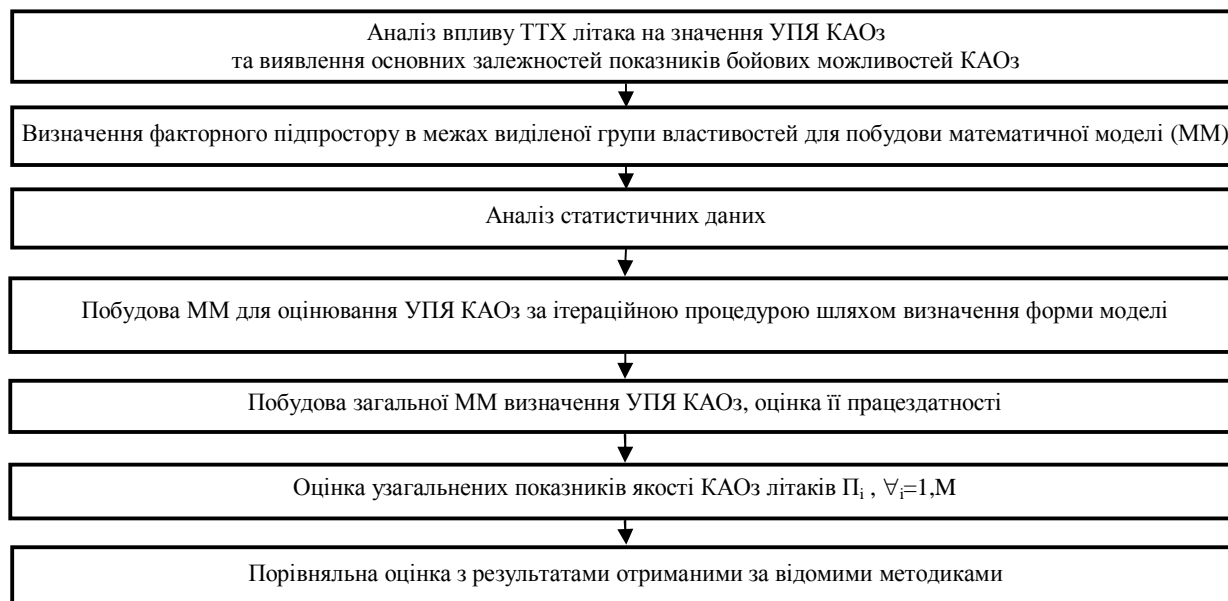 Аналіз впливу ТТХ літака на значення УПЯ КАОз
та виявлення основних залежностей показників бойових можливостей КАОз
Визначення факторного підпростору в межах виділеної групи властивостей для побудови математичної моделі (ММ)
Аналіз статистичних даних
Побудова ММ для оцінювання УПЯ КАОз за ітераційною процедурою шляхом визначення форми моделі
Побудова загальної ММ визначення УПЯ КАОз, оцінка її працездатності
Оцінка узагальнених показників якості КАОз літаків Пᵢ , ∀ᵢ=1,М
Порівняльна оцінка з результатами отриманими за відомими методиками